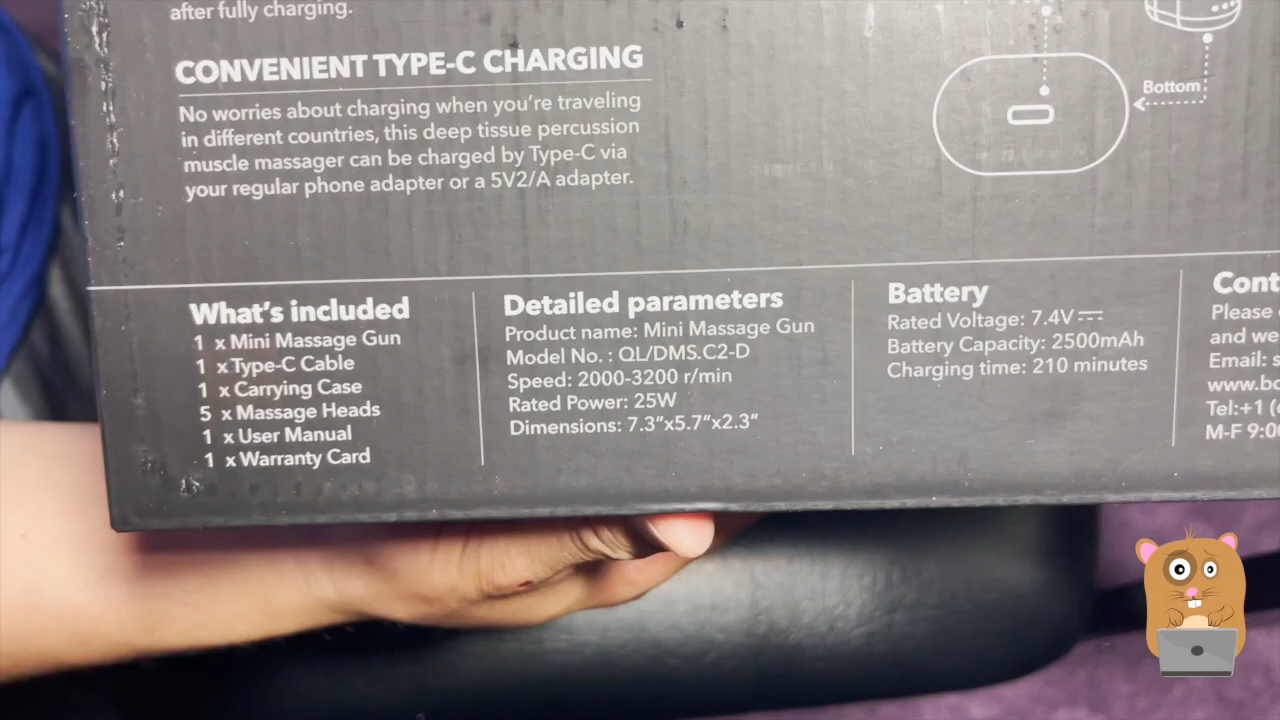 after fully charging.
CONVENIENT TYPE-C CHARGING
No worries about charging when you're traveling
in different countries, this deep tissue percussion
muscle massager can be charged by Type-C via
your regular phone adapter or a 5V2/A adapter.
Bottom
What's included
1 x Mini Massage Gun
1 x Type-C Cable
1 x Carrying Case
5 x Massage Heads
1 x User Manual
1 x Warranty Card
Detailed parameters
Product name: Mini Massage Gun
Model No. : QL/DMS.C2-D
Speed: 2000-3200 r/min
Rated Power: 25W
Dimensions: 7.3"x5.7"x2.3"
Battery
Rated Voltage: 7.4V⎓
Battery Capacity: 2500mAh
Charging time: 210 minutes
Cont
Please
and we
Email: s
www.bo
Tel:+1 (
M-F 9:0